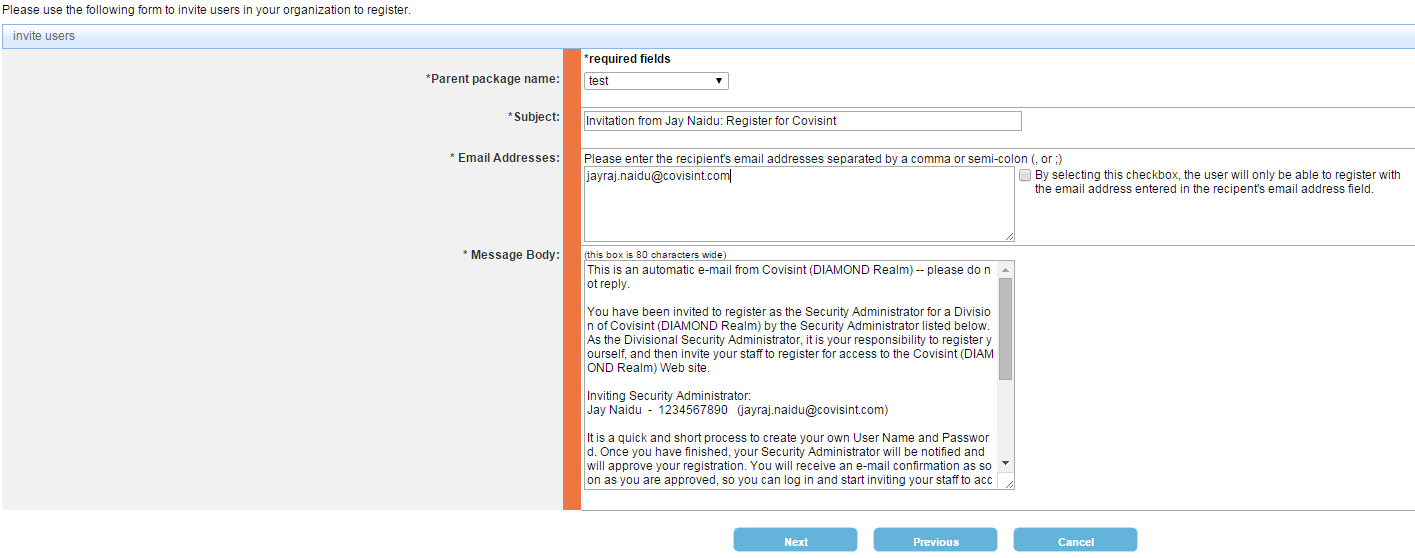 Please use the following form to invite users in your organization to register.
invite users
*required fields
*Parent package name:
test
*Subject:
Invitation from Jay Naidu: Register for Covisint
* Email Addresses:
Please enter the recipient's email addresses separated by a comma or semi-colon (, or ;)
jayraj.naidu@covisint.com
By selecting this checkbox, the user will only be able to register with
the email address entered in the recipent's email address field.
* Message Body:
(this box is 80 characters wide)
This is an automatic e-mail from Covisint (DIAMOND Realm) -- please do n
ot reply.
You have been invited to register as the Security Administrator for a Divisio
n of Covisint (DIAMOND Realm) by the Security Administrator listed below.
As the Divisional Security Administrator, it is your responsibility to register y
ourself, and then invite your staff to register for access to the Covisint (DIAM
OND Realm) Web site.
Inviting Security Administrator:
Jay Naidu - 1234567890 (jayraj.naidu@covisint.com)
It is a quick and short process to create your own User Name and Passwor
d. Once you have finished, your Security Administrator will be notified and
will approve your registration. You will receive an e-mail confirmation as so
on as you are approved, so you can log in and start inviting your staff to acc
Next
Previous
Cancel